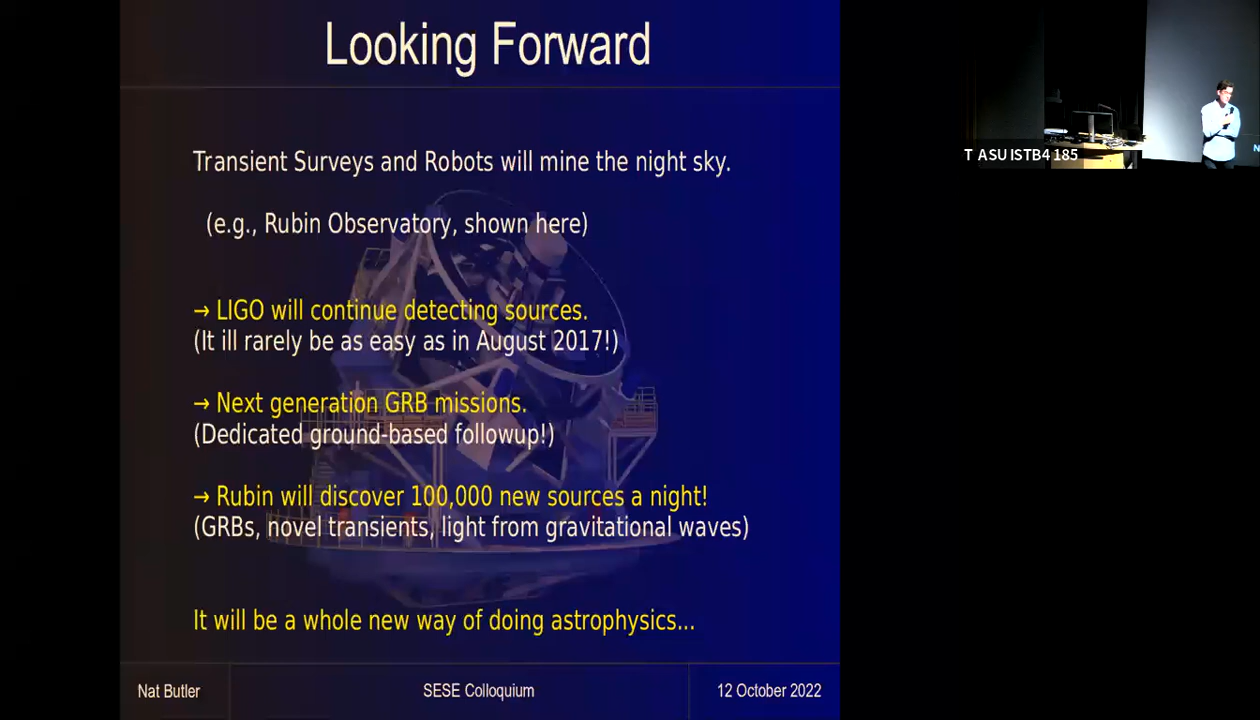 Looking Forward
Transient Surveys and Robots will mine the night sky.
(e.g., Rubin Observatory, shown here)
→ LIGO will continue detecting sources.
(It ill rarely be as easy as in August 2017!)
→ Next generation GRB missions.
(Dedicated ground-based followup!)
→ Rubin will discover 100,000 new sources a night!
(GRBs, novel transients, light from gravitational waves)
It will be a whole new way of doing astrophysics...
Nat Butler
SESE Colloquium
12 October 2022
T ASU ISTB4 185
N